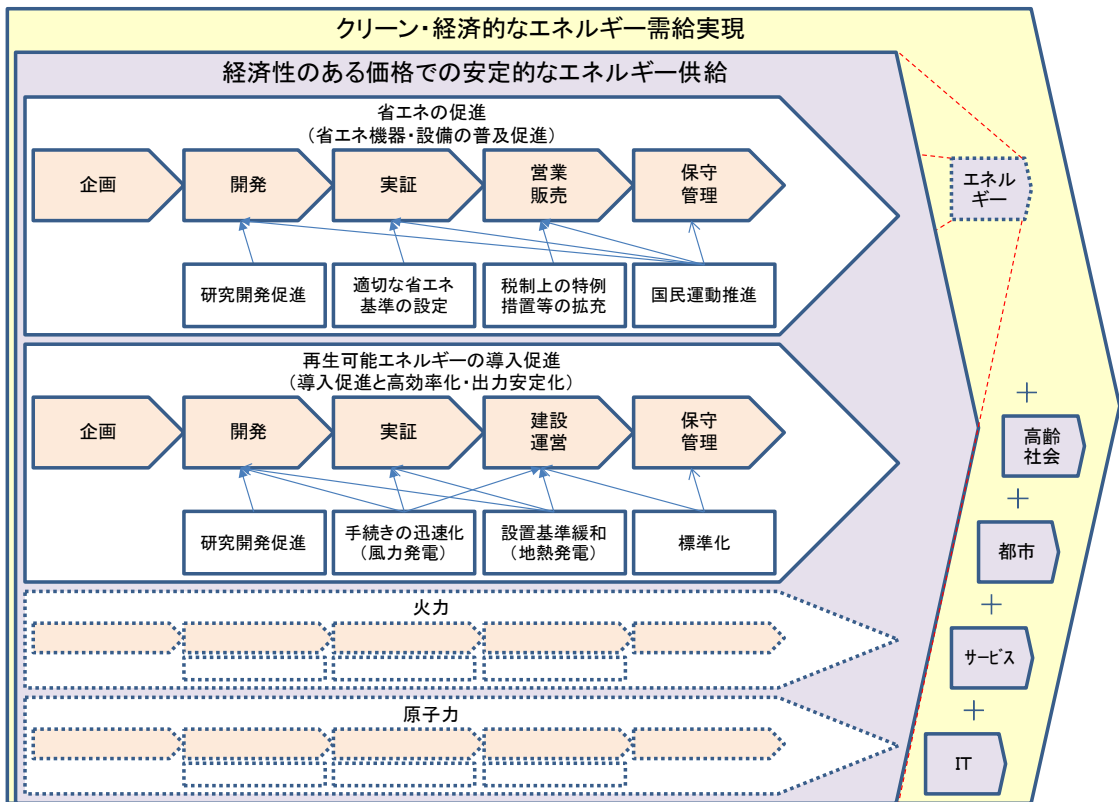 クリーン・経済的なエネルギー需給実現
経済性のある価格での安定的なエネルギー供給
省エネの促進
（省エネ機器・設備の普及促進）
企画
開発
実証
営業
販売
保守
管理
研究開発促進
適切な省エネ
基準の設定
税制上の特例
措置等の拡充
国民運動推進
再生可能エネルギーの導入促進
（導入促進と高効率化・出力安定化）
企画
開発
実証
建設
運営
保守
管理
研究開発促進
手続きの迅速化
（風力発電）
設置基準緩和
（地熱発電）
標準化
火力
原子力
エネル
ギー
＋
高齢
社会
＋
都市
＋
サービス
＋
IT